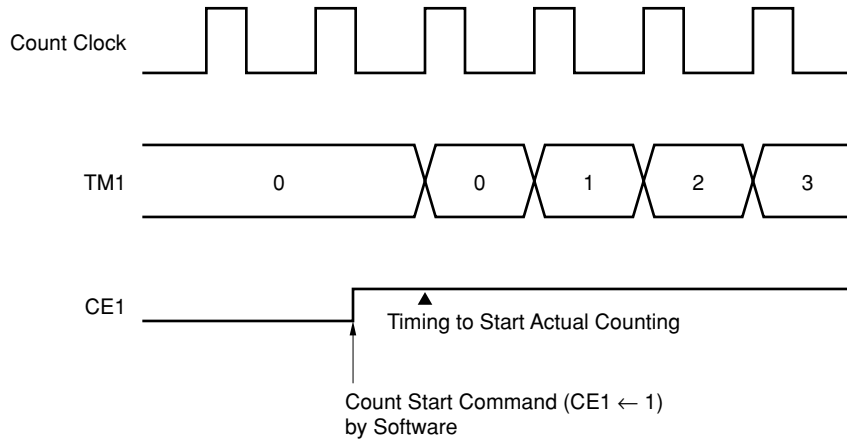 Count Clock
TM1
0
0
1
2
3
CE1
Timing to Start Actual Counting
Count Start Command (CE1 ← 1)
by Software